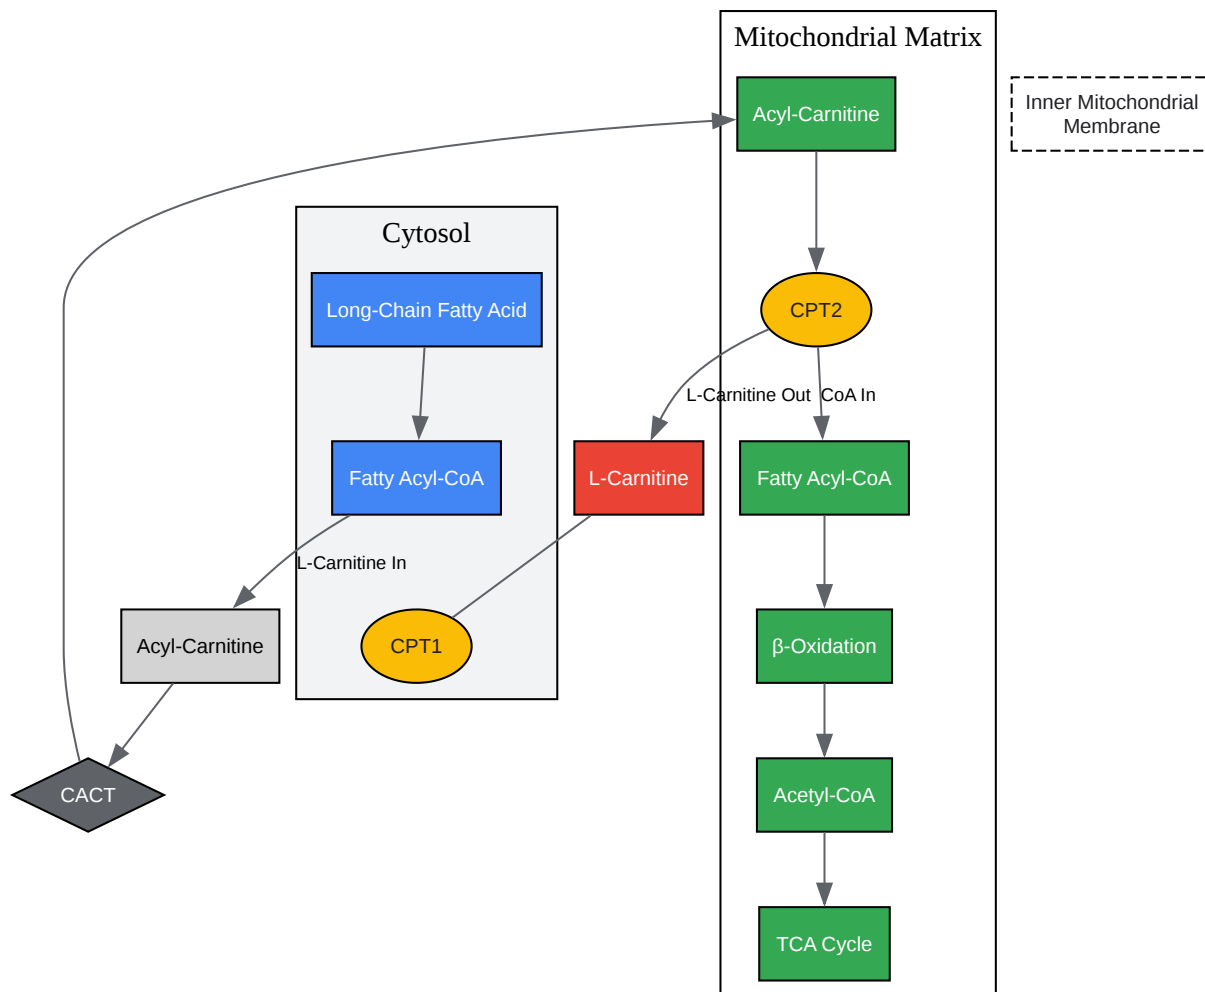 Mitochondrial Matrix
Acyl-Carnitine
Inner Mitochondrial
Membrane
Cytosol
Long-Chain Fatty Acid
CPT2
L-Carnitine Out
CoA In
Fatty Acyl-CoA
L-Carnitine
Fatty Acyl-CoA
L-Carnitine In
Acyl-Carnitine
CPT1
β-Oxidation
CACT
Acetyl-CoA
TCA Cycle